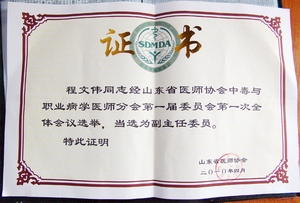 证 SDMDA 书
程文伟同志经山东省医师协会中毒与
职业病学医师分会第一届委员会第一次全
体会议选举，当选为副主任委员。
特此证明
山东省医师协会
二〇一〇年四月